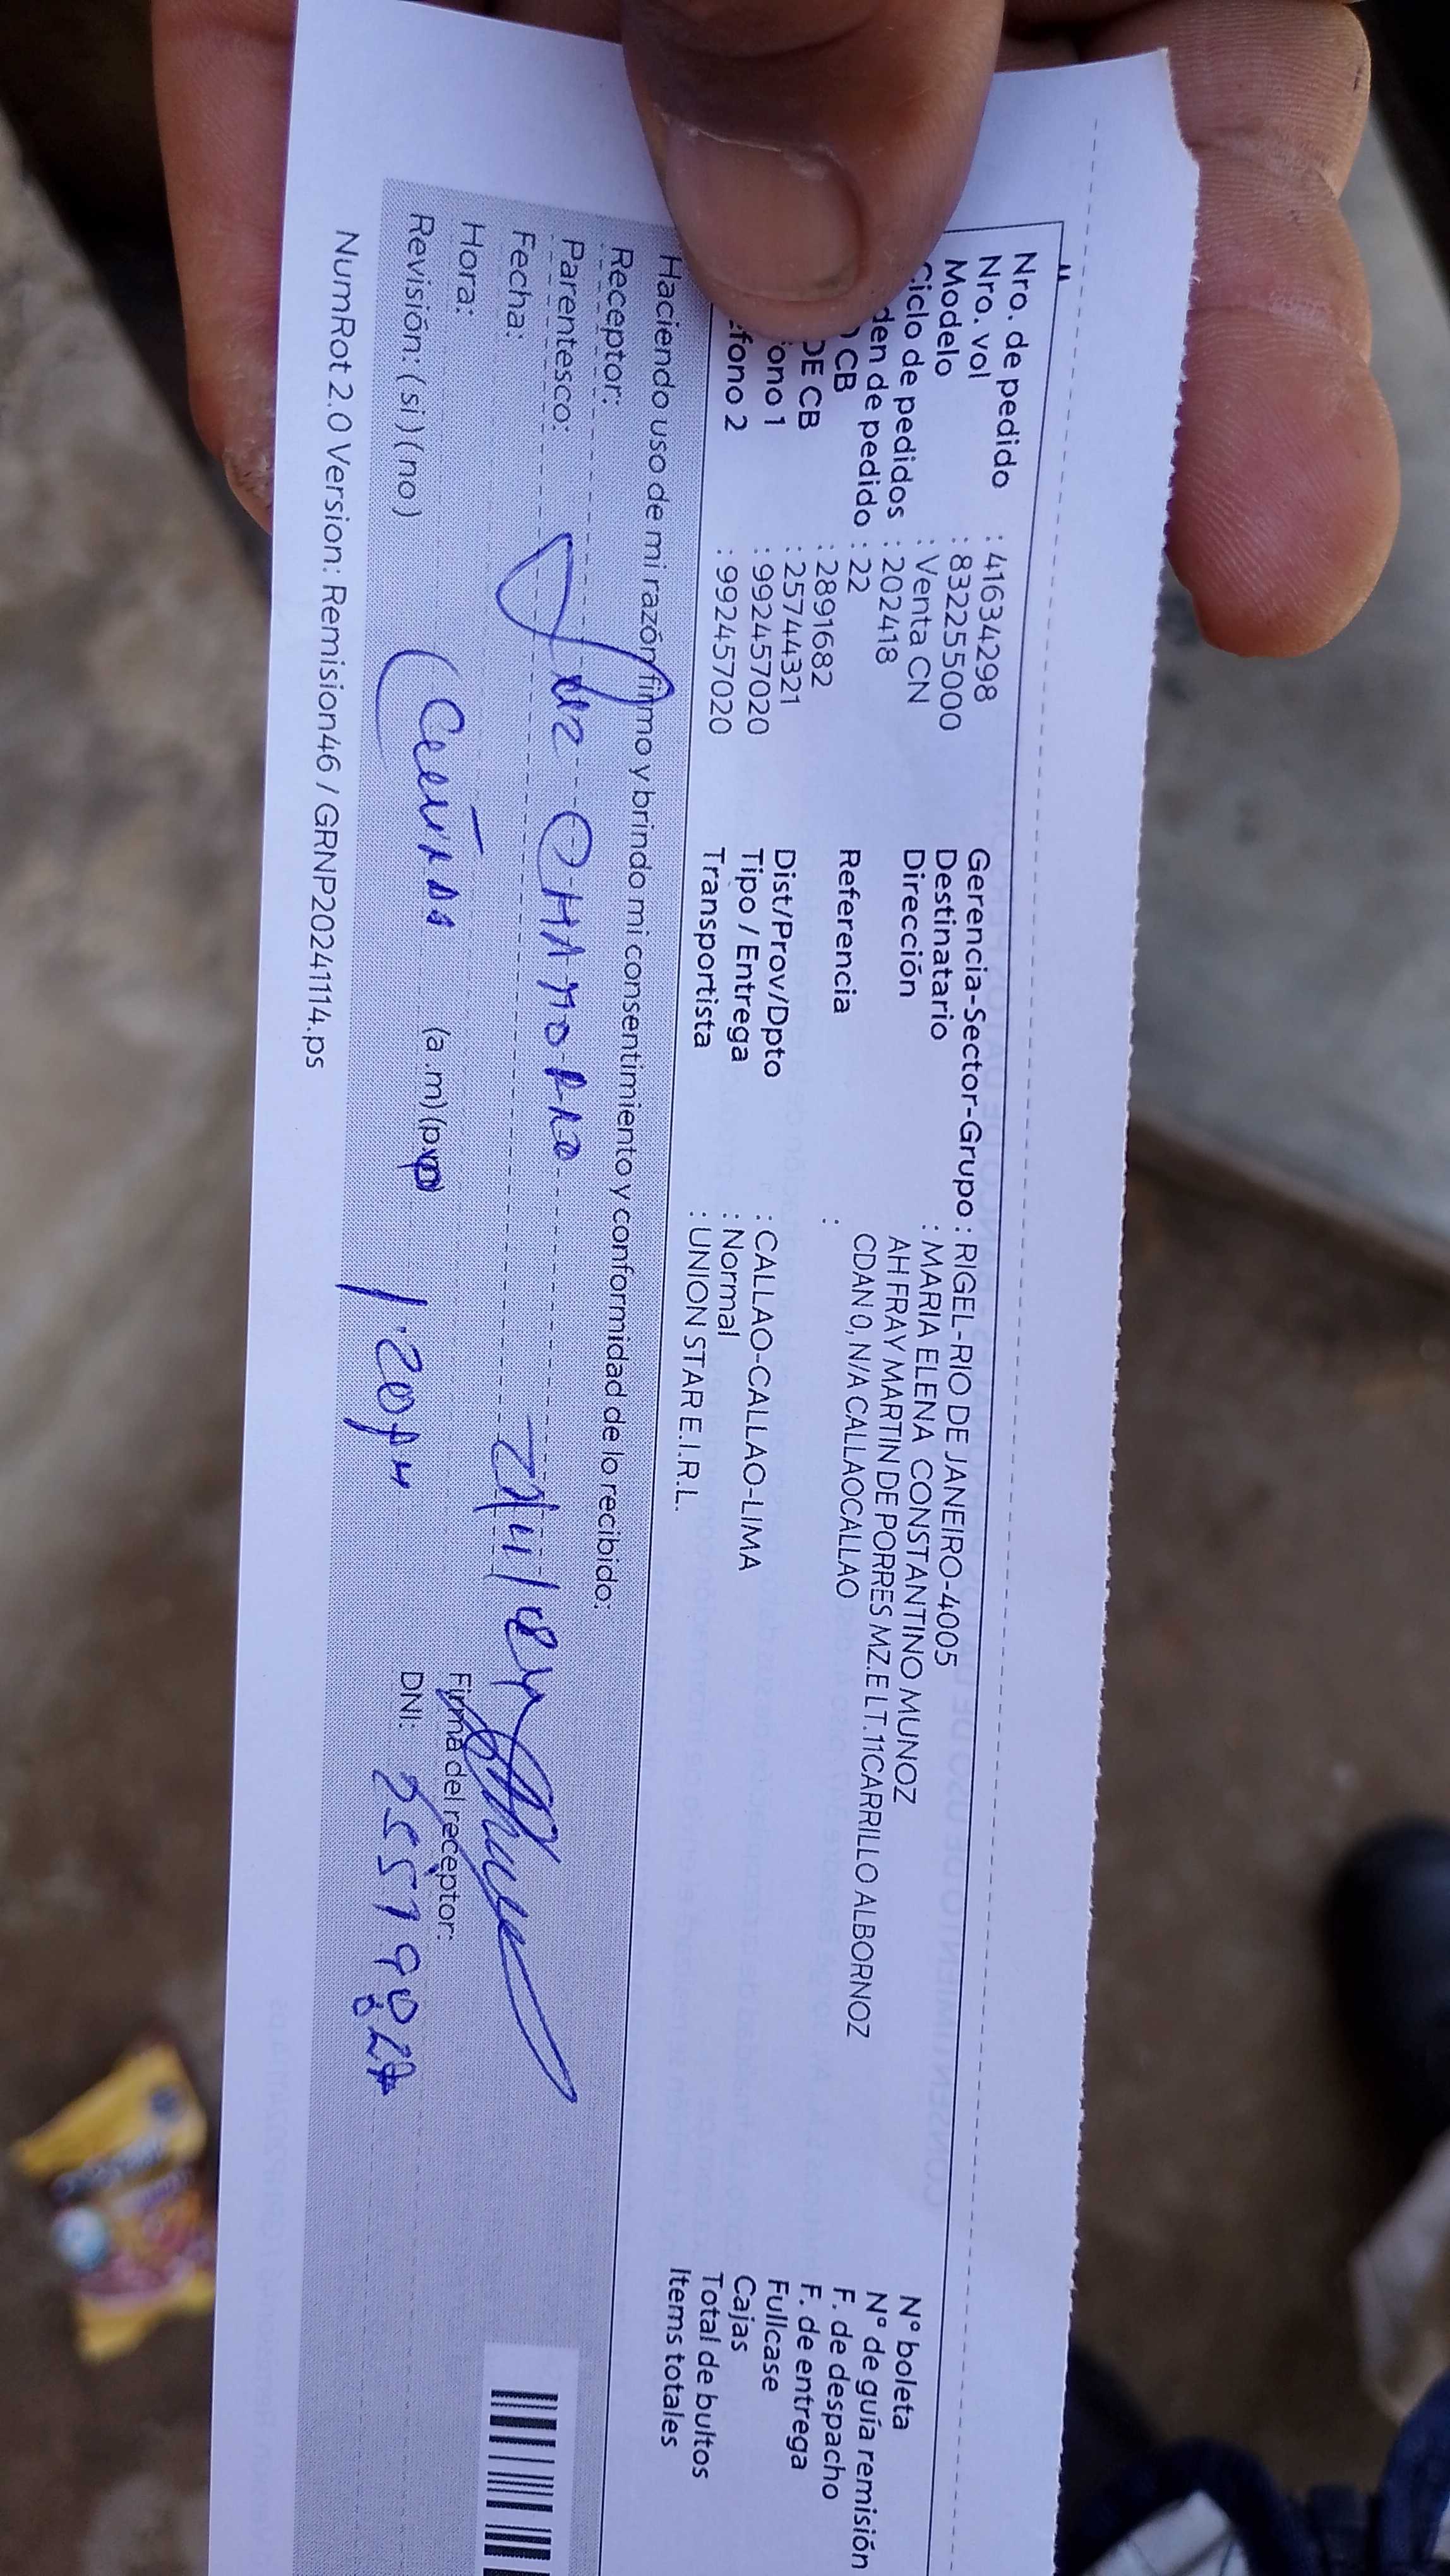 Nro. de pedido : 41634298
Nro. vol : 832255000
Modelo : Venta CN
Ciclo de pedidos : 202418
den de pedido : 22
CB : 2891682
DE CB : 25744321
ono 1 : 992457020
fono 2 : 992457020
Gerencia-Sector-Grupo : RIGEL-RIO DE JANEIRO-4005
Destinatario : MARIA ELENA CONSTANTINO MUNOZ
Dirección AH FRAY MARTIN DE PORRES MZ.E LT.11CARRILLO ALBORNOZ
CDAN 0, N/A CALLAOCALLAO
Referencia :
Dist/Prov/Dpto : CALLAO-CALLAO-LIMA
Tipo / Entrega : Normal
Transportista : UNION STAR E.I.R.L.
N° boleta
N° de guía remisión
F. de despacho
F. de entrega
Fullcase
Cajas
Total de bultos
Items totales
Haciendo uso de mi razón firmo y brindo mi consentimiento y conformidad de lo recibido:
Receptor:
Parentesco: Luz CHAMORRO
Fecha:
Hora: (a.m)(p.m) 1:20PM
Firma del receptor:
Revisión: (si) (no) DNI:
NumRot 2.0 Version: Remision46 / GRNP20241114.ps